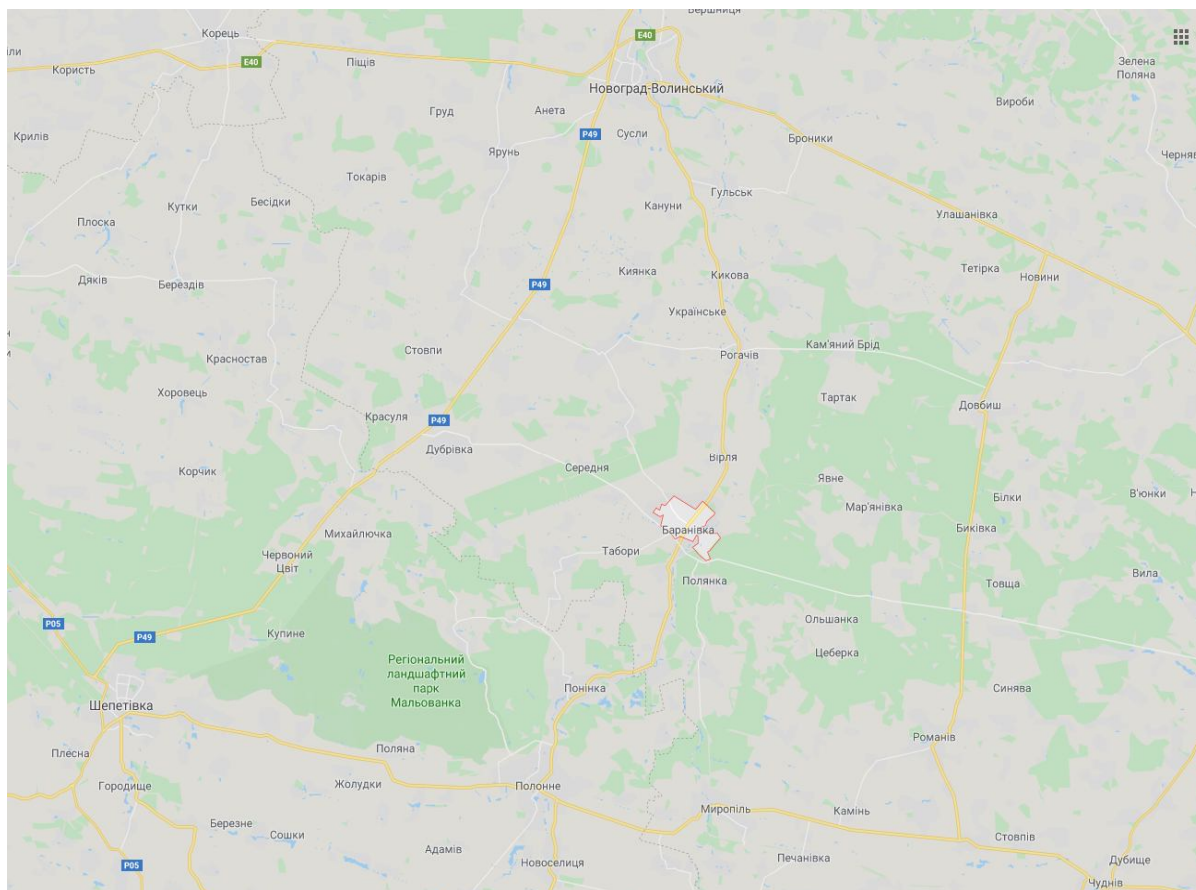 Вершниця
Корець
E40
E40
Користь
Піщів
Зелена
Поляна
Новоград-Волинський
Вироби
Груд
Анета
Крилів
P49
Сусли
Броники
Ярунь
Черняв
Токарів
Гульськ
Бесідки
Кутки
Кануни
Плоска
Улашанівка
Тетірка
Дяків
Берездів
Киянка
Кикова
Новини
P49
Українське
Кам'яний Брід
Стовпи
Красностав
Рогачів
Хоровець
Тартак
Довбиш
Красуля
P49
Дубрівка
Вірля
Корчик
Середня
Явне
Білки
В'юнки
Мар'янівка
Михайлючка
Баранівка
Биківка
Червоний
Цвіт
Табори
Полянка
Товща
Вила
P05
P49
Купине
Ольшанка
Цеберка
Регіональний
ландшафтний
парк
Мальованка
Понінка
Синява
Шепетівка
Романів
Плесна
Поляна
Городище
Жолудки
Полонне
Миропіль
Камінь
Березне
Сошки
Стовпів
Адамів
P05
Новоселиця
Печанівка
Дубище
Чуднів